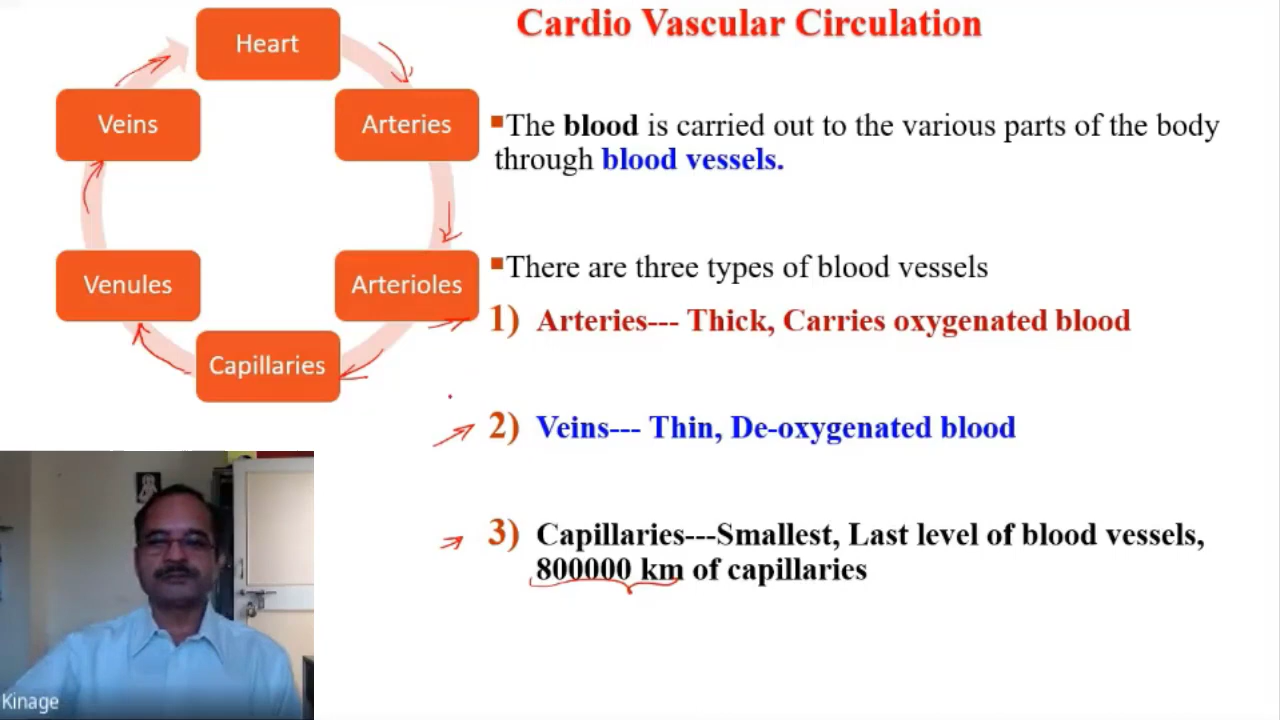 Cardio Vascular Circulation
Heart
Veins
Arteries
Venules
Arterioles
Capillaries
▪The blood is carried out to the various parts of the body
through blood vessels.
▪There are three types of blood vessels
1) Arteries--- Thick, Carries oxygenated blood
2) Veins--- Thin, De-oxygenated blood
3) Capillaries---Smallest, Last level of blood vessels,
800000 km of capillaries
Kinage